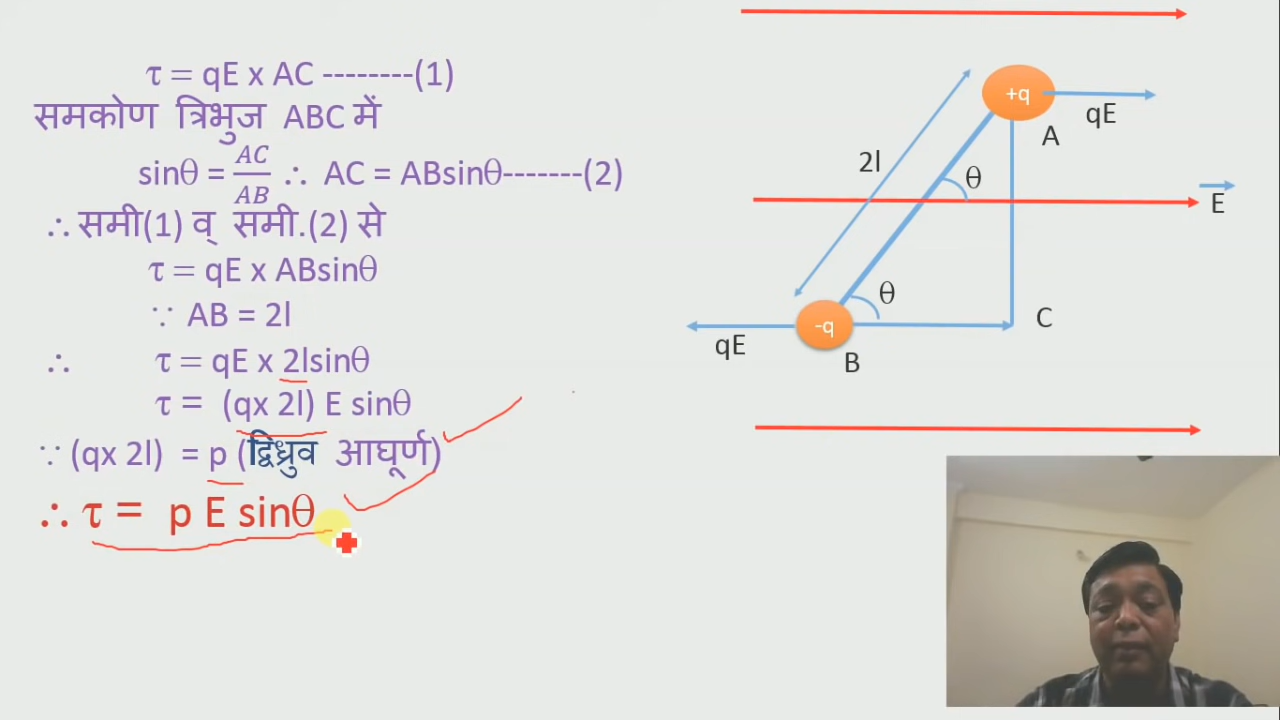 τ = qE x AC --------(1)
समकोण त्रिभुज ABC में
sinθ = AC/AB ∴ AC = ABsinθ-------(2)
∴ समी(1) व् समी.(2) से
τ = qE x ABsinθ
∵ AB = 2l
∴ τ = qE x 2lsinθ
τ = (qx 2l) E sinθ
∵ (qx 2l) = p (द्विध्रुव आघूर्ण)
∴ τ = p E sinθ
+q
qE
A
2l
θ
E
θ
-q
C
qE
B